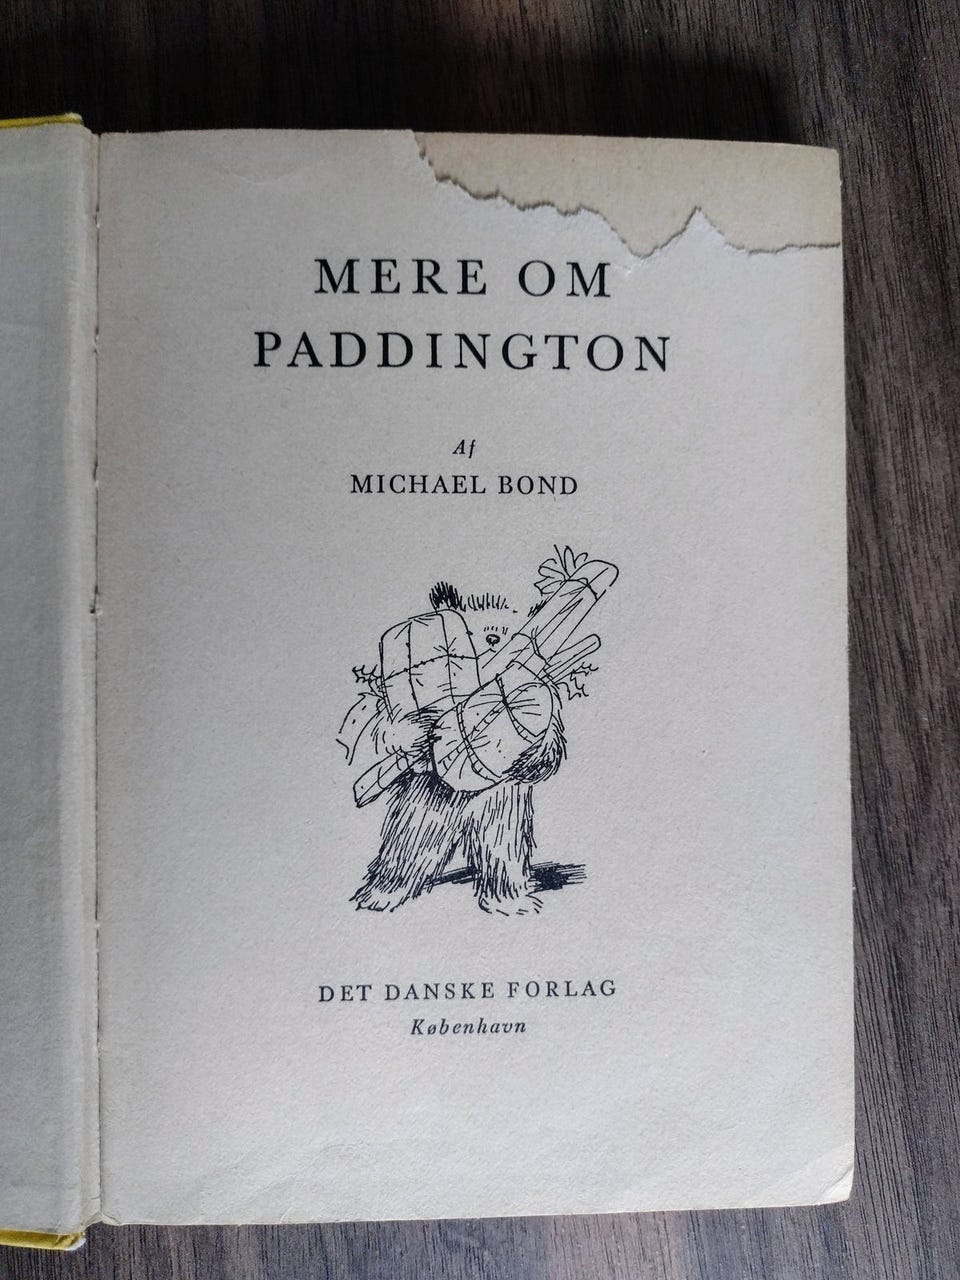 MERE OM
PADDINGTON
Af
MICHAEL BOND
DET DANSKE FORLAG
København